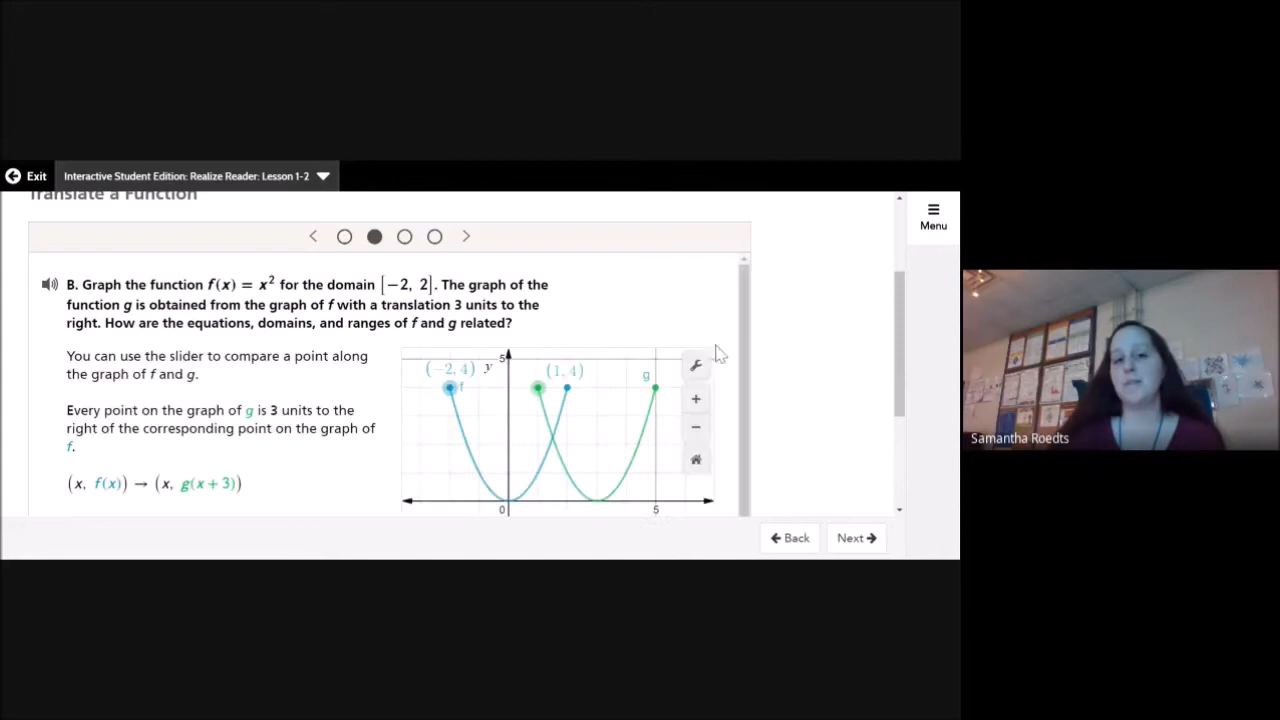 Exit
Interactive Student Edition: Realize Reader: Lesson 1-2
Translate a Function
Menu
B. Graph the function f(x) = x² for the domain [−2, 2]. The graph of the
function g is obtained from the graph of f with a translation 3 units to the
right. How are the equations, domains, and ranges of f and g related?
You can use the slider to compare a point along
the graph of f and g.
Every point on the graph of g is 3 units to the
right of the corresponding point on the graph of
f.
(x, f(x)) → (x, g(x + 3))
5
y
(−2, 4)
(1, 4)
g
f
0
5
Back
Next
Samantha Roedts